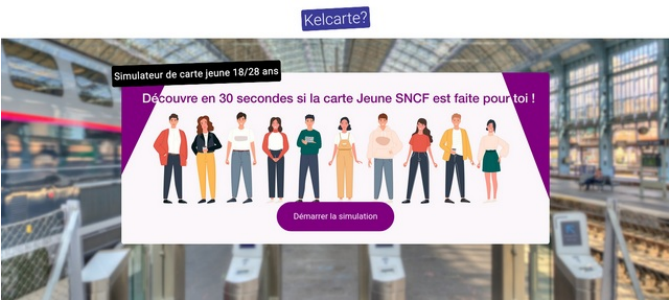 Kelcarte?
Simulateur de carte jeune 18/28 ans
Découvre en 30 secondes si la carte Jeune SNCF est faite pour toi !
Démarrer la simulation